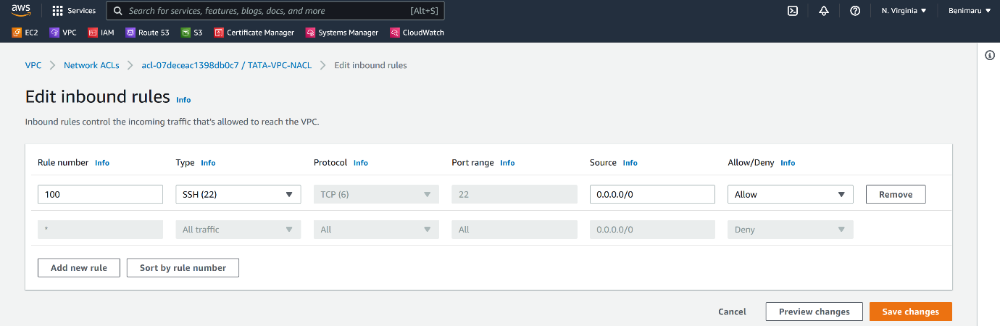 aws
Services
Search for services, features, blogs, docs, and more
[Alt+S]
N. Virginia
Benimaru
EC2 VPC IAM Route 53 S3 Certificate Manager Systems Manager CloudWatch
VPC > Network ACLs > acl-07deceac1398db0c7 / TATA-VPC-NACL > Edit inbound rules
Edit inbound rules Info
Inbound rules control the incoming traffic that's allowed to reach the VPC.
Rule number Info Type Info Protocol Info Port range Info Source Info Allow/Deny Info
100 SSH (22) TCP (6) 22 0.0.0.0/0 Allow Remove
* All traffic All All 0.0.0.0/0 Deny
Add new rule Sort by rule number
Cancel Preview changes Save changes